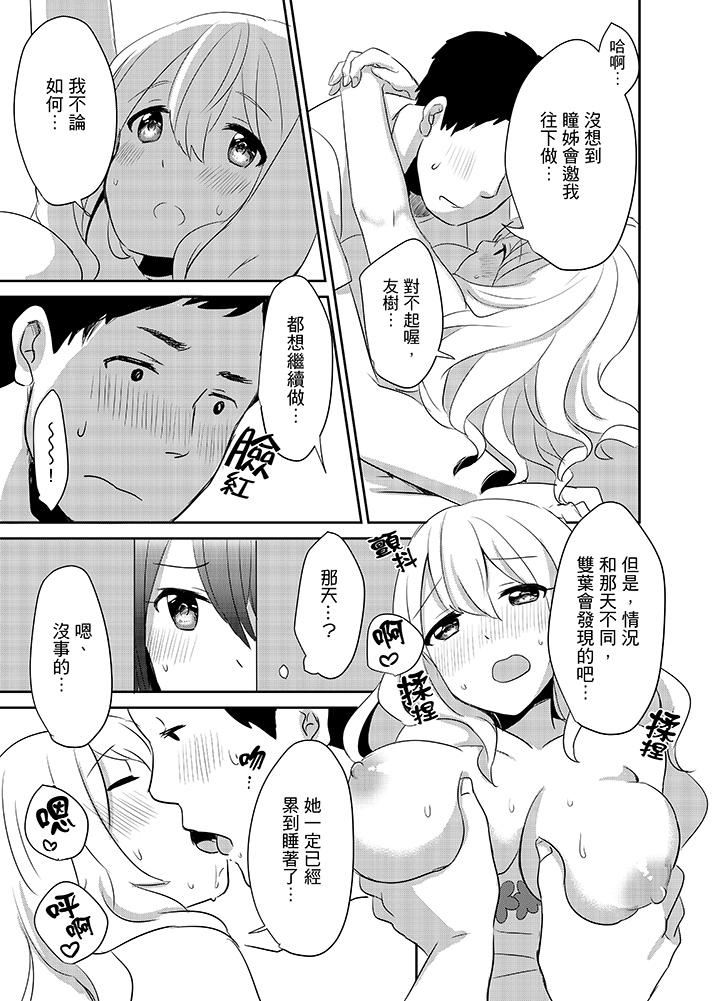 哈啊…
沒想到
瞳姊會邀我
往下做…
對不起喔，
友樹…
我不論
如何…
都想繼續做…
臉紅
～～～！
但是，情況
和那天不同，
雙葉會發現的吧…
顫抖
啊♡
揉捏
揉捏
那天…？
嗯、
沒事的…
她一定已經
累到睡著了…
吻
嗯♡
呼啊♡